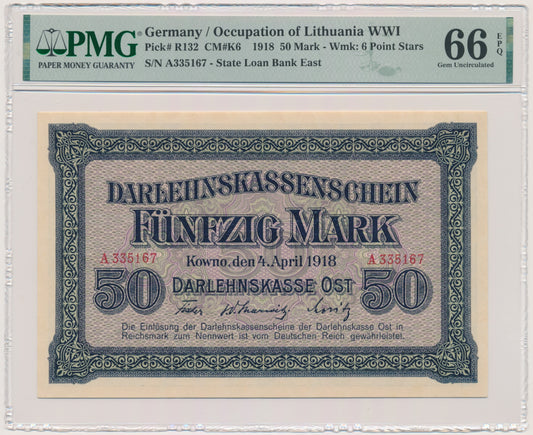 PMG
PAPER MONEY GUARANTY
Germany / Occupation of Lithuania WWI
Pick# R132 CM#K6 1918 50 Mark - Wmk: 6 Point Stars
S/N A335167 - State Loan Bank East
66 EPQ
Gem Uncirculated
DARLEHNSKASSENSCHEIN
FÜNFZIG MARK
A 335167 A 335167
Kowno, den 4. April 1918
50 DARLEHNSKASSE OST 50
Die Einlösung der Darlehnskassenscheine der Darlehnskasse Ost in
Reichsmark zum Nennwert ist vom Deutschen Reich gewährleistet.